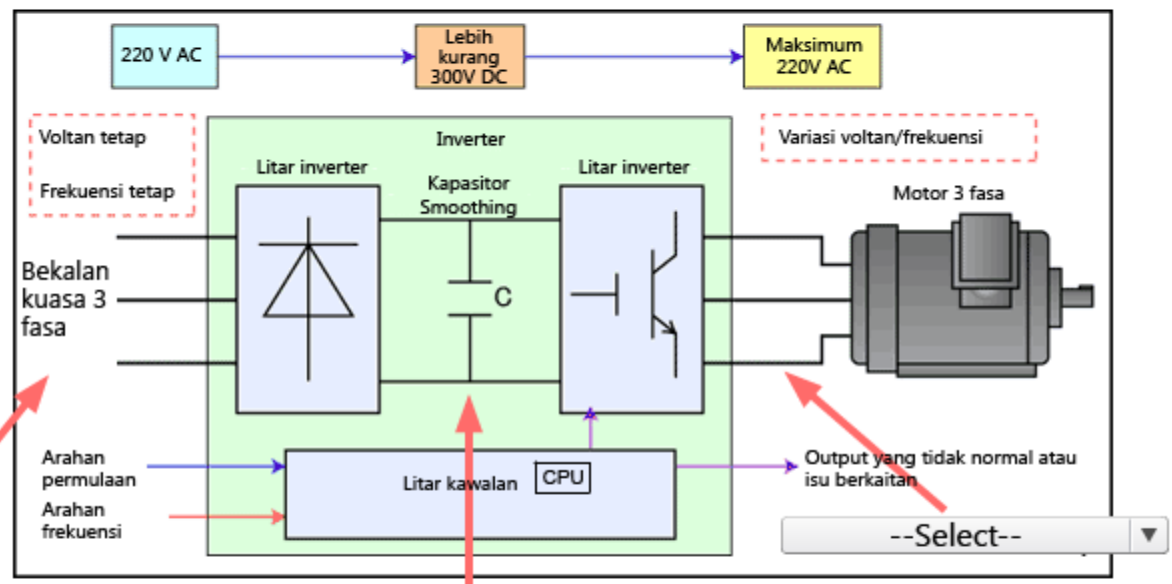 220 V AC
Lebih
kurang
300V DC
Maksimum
220V AC
Voltan tetap
Frekuensi tetap
Inverter
Variasi voltan/frekuensi
Litar inverter
Kapasitor
Smoothing
Litar inverter
Motor 3 fasa
Bekalan
kuasa 3
fasa
C
Arahan
permulaan
Arahan
frekuensi
Litar kawalan
CPU
Output yang tidak normal atau
isu berkaitan
--Select--